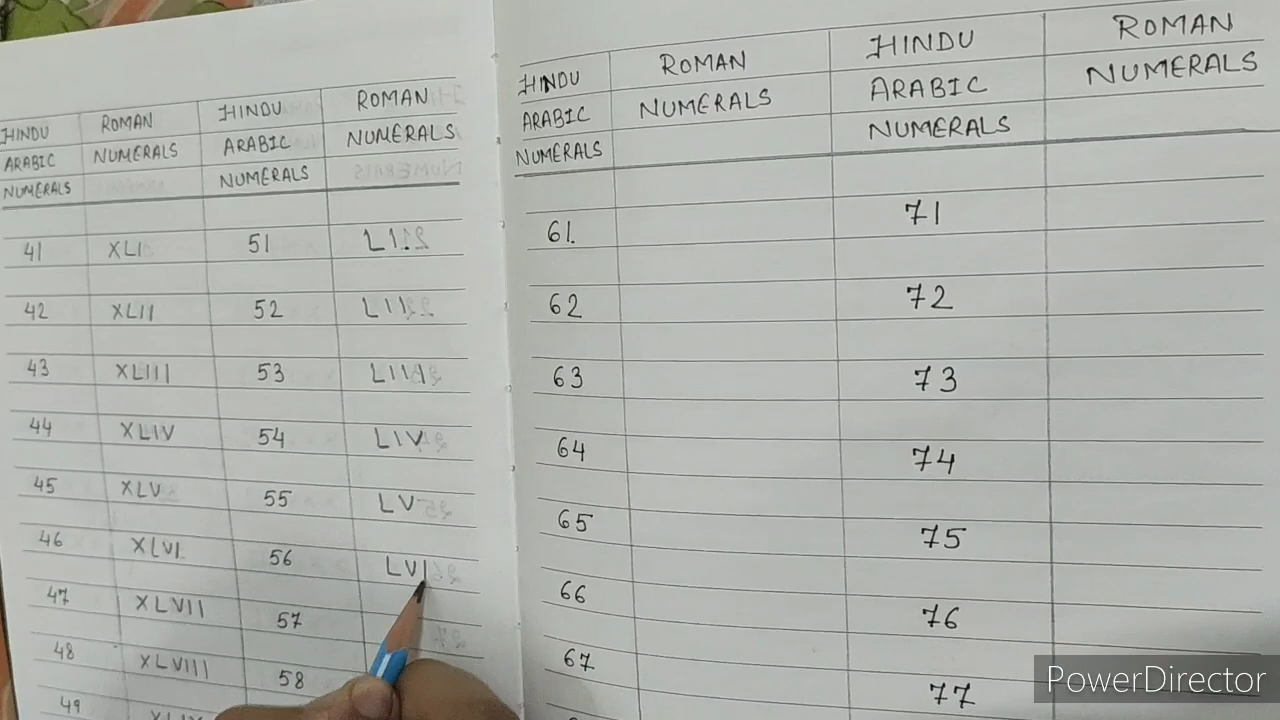 HINDU ROMAN HINDU ROMAN
ARABIC NUMERALS ARABIC NUMERALS
NUMERALS NUMERALS
41 XLI 51 LI
42 XLII 52 LII
43 XLIII 53 LIII
44 XLIV 54 LIV
45 XLV 55 LV
46 XLVI 56 LVI
47 XLVII 57
48 XLVIII 58
49
HINDU ROMAN HINDU ROMAN
ARABIC NUMERALS ARABIC NUMERALS
NUMERALS NUMERALS
61. 71
62 72
63 73
64 74
65 75
66 76
67 77
PowerDirector